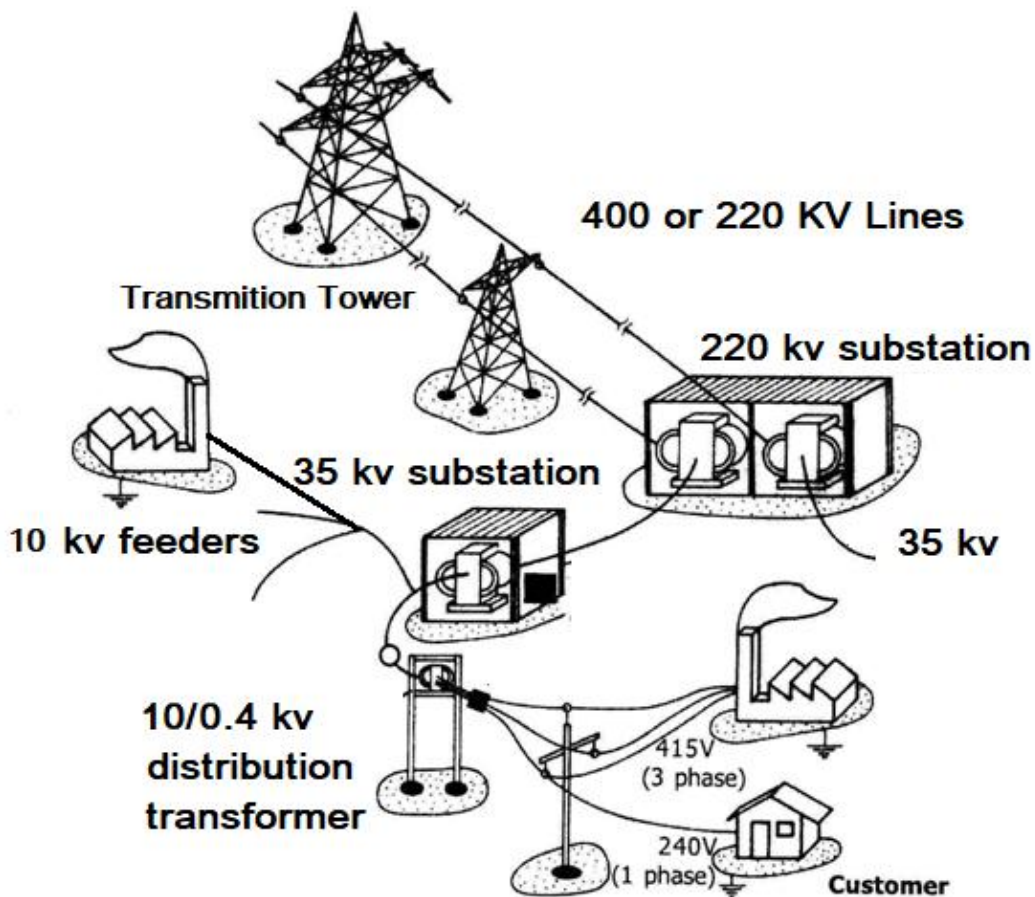 400 or 220 KV Lines
Transmition Tower
220 kv substation
35 kv substation
10 kv feeders
35 kv
10/0.4 kv
distribution
transformer
415V
(3 phase)
240V
(1 phase)
Customer